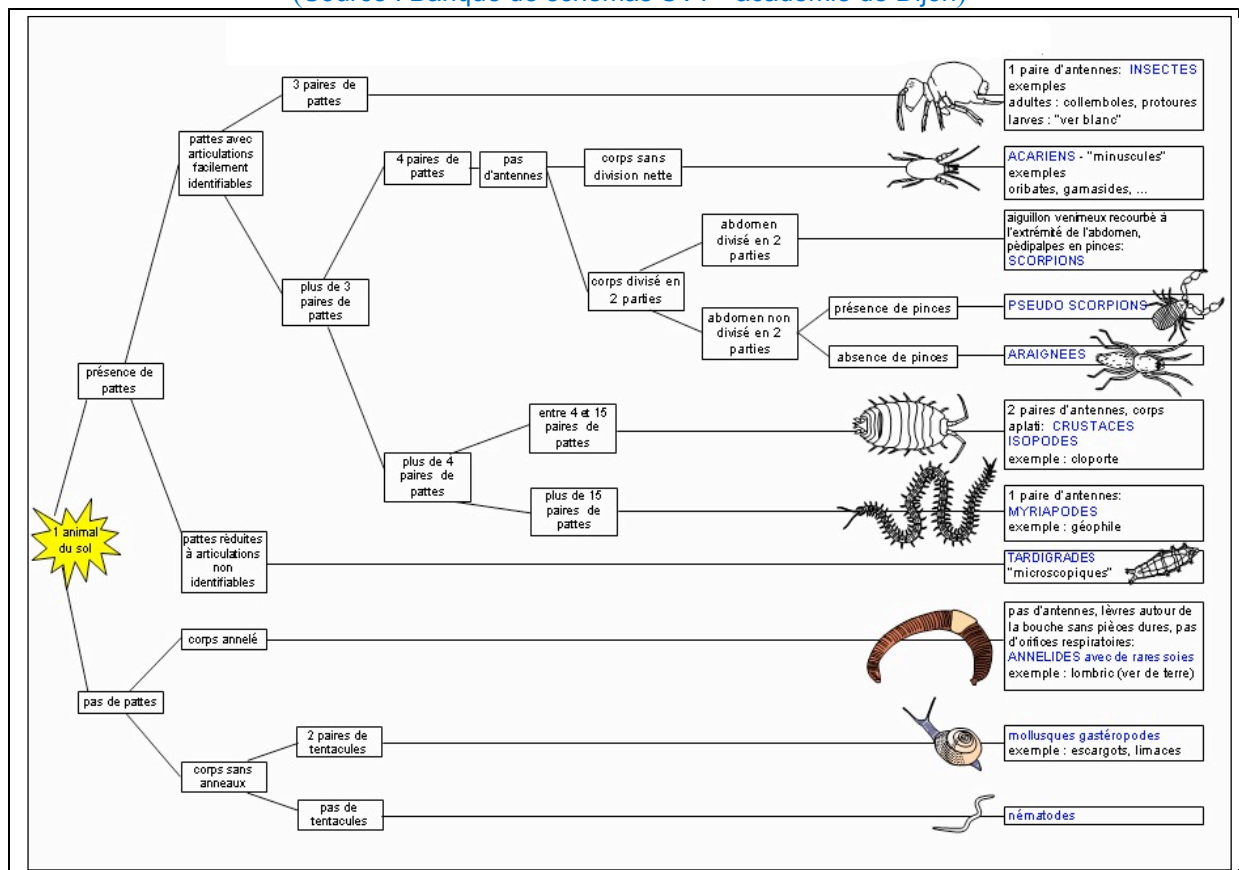 3 paires de
pattes
1 paire d'antennes: INSECTES
exemples
adultes : collemboles, protoures
larves : "ver blanc"
pattes avec
articulations
facilement
identifiables
4 paires de
pattes
pas
d'antennes
corps sans
division nette
ACARIENS - "minuscules"
exemples
oribates, gamasides, ...
abdomen
divisé en 2
parties
aiguillon venimeux recourbé à
l'extrémité de l'abdomen,
pédipalpes en pinces:
SCORPIONS
plus de 3
paires de
pattes
corps divisé en
2 parties
abdomen non
divisé en 2
parties
présence de pinces
PSEUDO SCORPIONS
absence de pinces
ARAIGNEES
présence de
pattes
entre 4 et 15
paires de
pattes
2 paires d'antennes, corps
aplati: CRUSTACES
ISOPODES
exemple : cloporte
plus de 4
paires de
pattes
plus de 15
paires de
pattes
1 paire d'antennes:
MYRIAPODES
exemple : géophile
1 animal
du sol
pattes réduites
à articulations
non
identifiables
TARDIGRADES
"microscopiques"
corps annelé
pas d'antennes, lèvres autour de
la bouche sans pièces dures, pas
d'orifices respiratoires:
ANNELIDES avec de rares soies
exemple : lombric (ver de terre)
pas de pattes
2 paires de
tentacules
mollusques gastéropodes
exemple : escargots, limaces
corps sans
anneaux
pas de
tentacules
nématodes